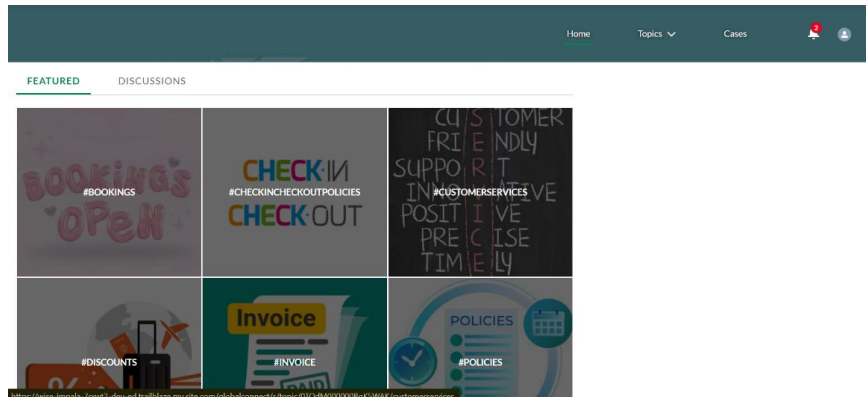 Home
Topics
Cases
2
FEATURED
DISCUSSIONS
BOOKINGS
OPEN
#BOOKINGS
CHECK-IN
CHECK-OUT
#CHECKINCHECKOUTPOLICIES
CUSTOMER
FRIENDLY
SUPPORT
INNOVATIVE
POSITIVE
PRECISE
TIMELY
#CUSTOMERSERVICES
%
#DISCOUNTS
Invoice
PAID
#INVOICE
POLICIES
#POLICIES